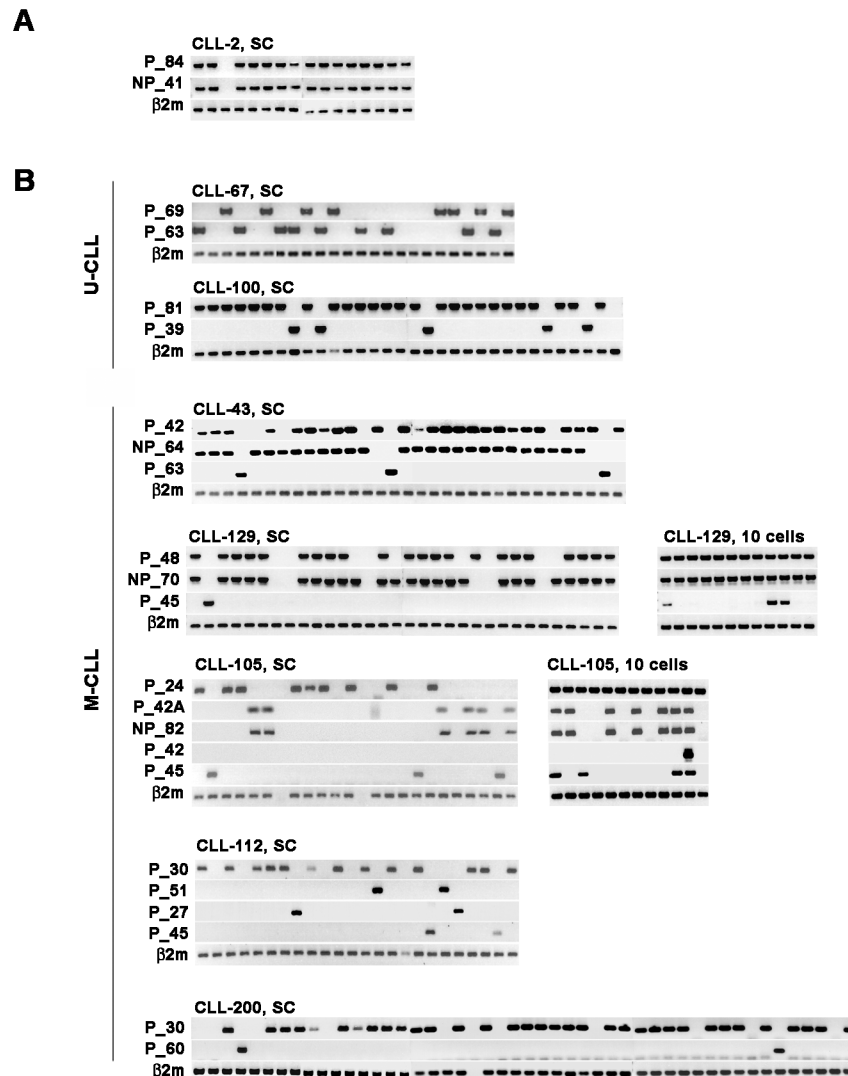 A
CLL-2, SC
P_84
NP_41
β2m
B
U-CLL
CLL-67, SC
P_69
P_63
β2m
CLL-100, SC
P_81
P_39
β2m
M-CLL
CLL-43, SC
P_42
NP_64
P_63
β2m
CLL-129, SC
CLL-129, 10 cells
P_48
NP_70
P_45
β2m
CLL-105, SC
CLL-105, 10 cells
P_24
P_42A
NP_82
P_42
P_45
β2m
CLL-112, SC
P_30
P_51
P_27
P_45
β2m
CLL-200, SC
P_30
P_60
β2m